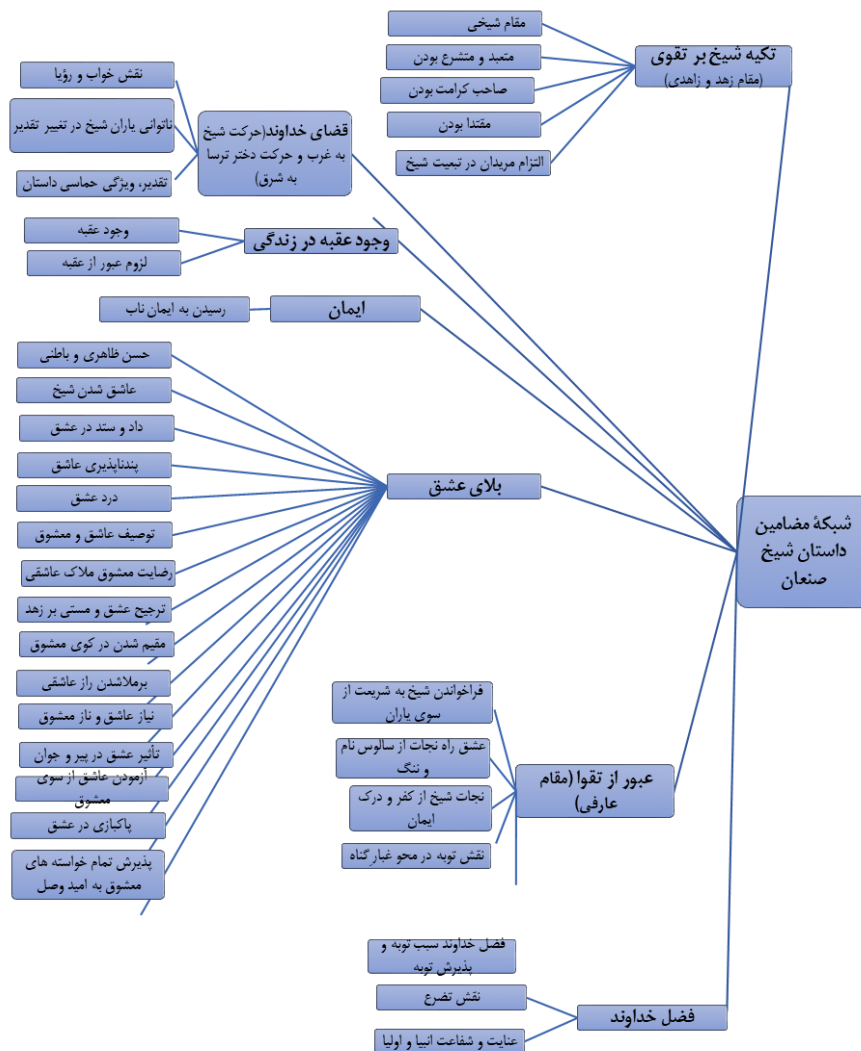 شبکۀ مضامین
داستان شیخ
صنعان
تکیه شیخ بر تقوی
(مقام زهد و زاهدی)
مقام شیخی
متعبد و متشرع بودن
صاحب کرامت بودن
مقتدا بودن
التزام مریدان در تبعیت شیخ
قضای خداوند(حرکت شیخ
به غرب و حرکت دختر ترسا
به شرق)
نقش خواب و رؤیا
ناتوانی یاران شیخ در تغییر تقدیر
تقدیر، ویژگی حماسی داستان
وجود عقبه در زندگی
وجود عقبه
لزوم عبور از عقبه
ایمان
رسیدن به ایمان ناب
بلای عشق
حسن ظاهری و باطنی
عاشق شدن شیخ
داد و ستد در عشق
پندناپذیری عاشق
درد عشق
توصیف عاشق و معشوق
رضایت معشوق ملاک عاشقی
ترجیح عشق و مستی بر زهد
مقیم شدن در کوی معشوق
برملاشدن راز عاشقی
نیاز عاشق و ناز معشوق
تأثیر عشق در پیر و جوان
آزمودن عاشق از سوی
معشوق
پاکبازی در عشق
پذیرش تمام خواسته های
معشوق به امید وصل
عبور از تقوا (مقام
عارفی)
فراخواندن شیخ به شریعت از
سوی یاران
عشق راه نجات از سالوس نام
و ننگ
نجات شیخ از کفر و درک
ایمان
نقش توبه در محو غبارِگناه
فضل خداوند
فضل خداوند سبب توبه و
پذیرش توبه
نقش تضرع
عنایت و شفاعت انبیا و اولیا